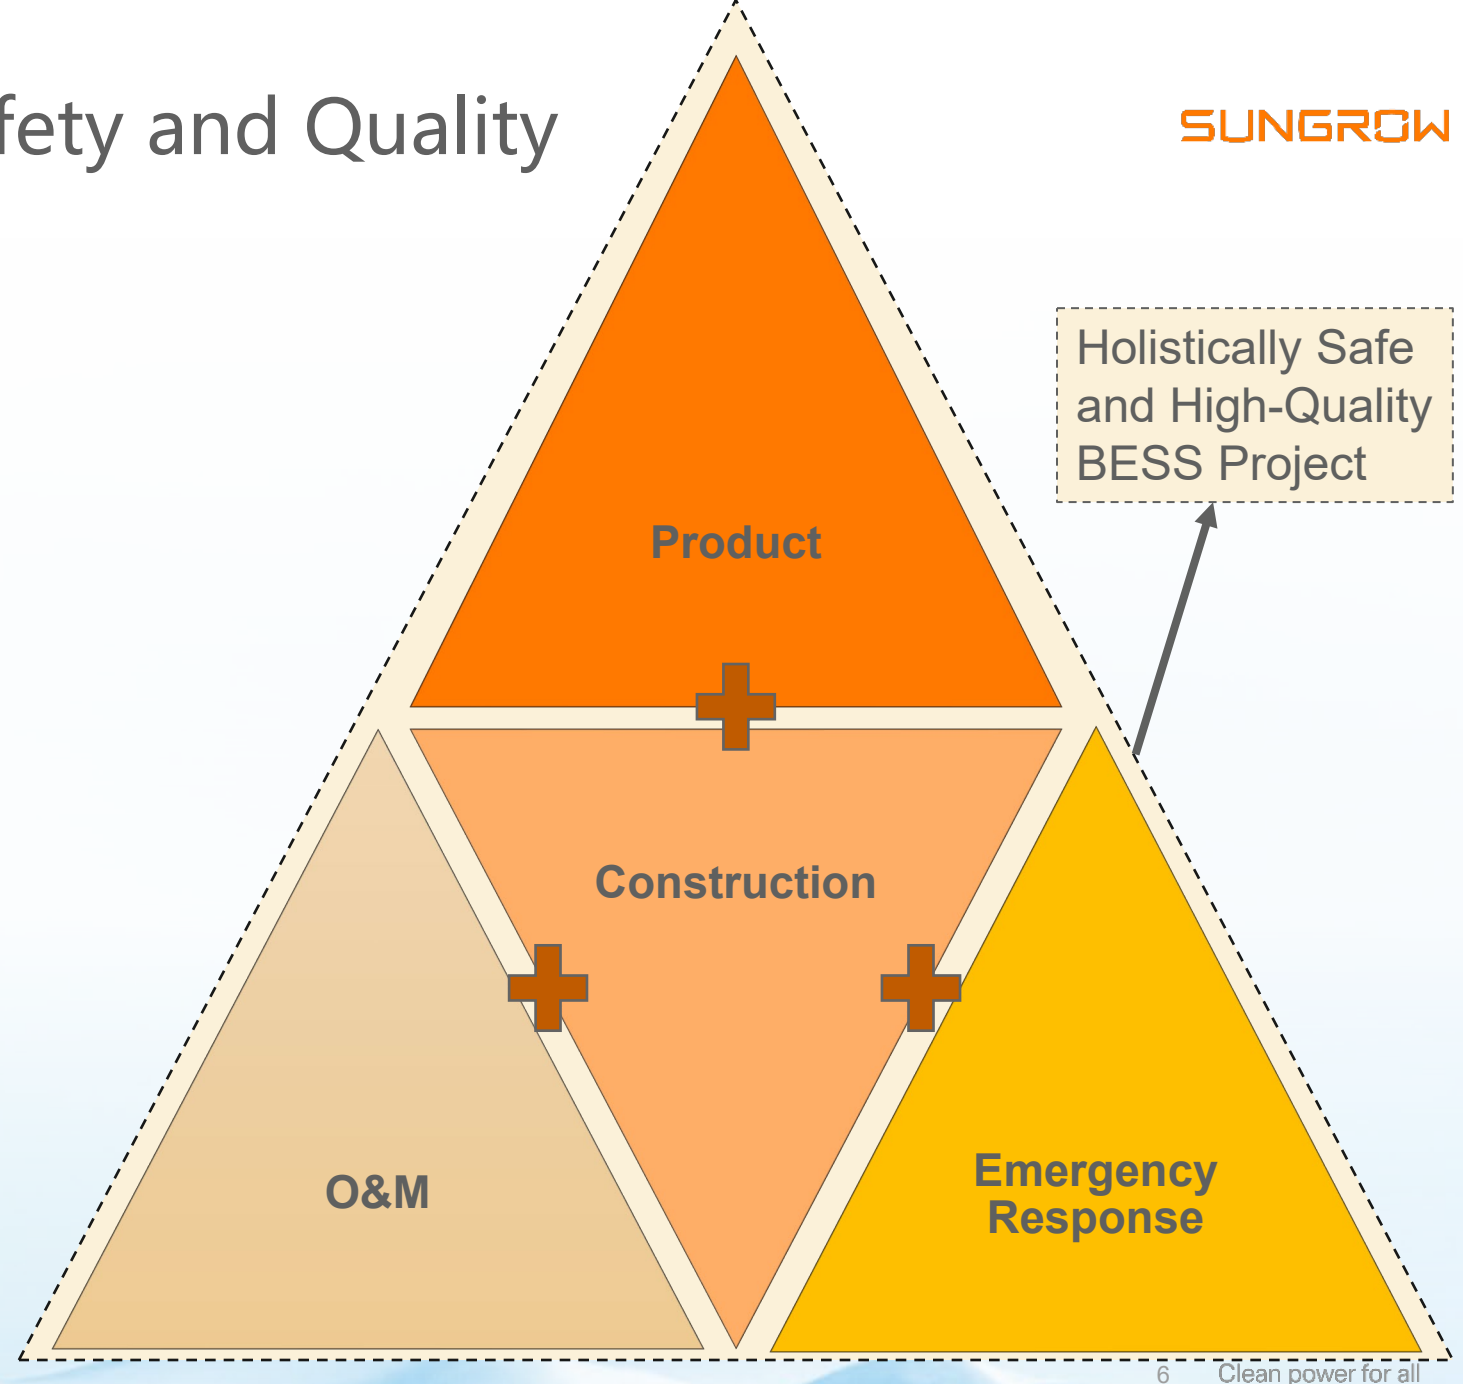 fety and Quality
SUNGROW
Holistically Safe
and High-Quality
BESS Project
Product
Construction
O&M
Emergency
Response
6
Clean power for all